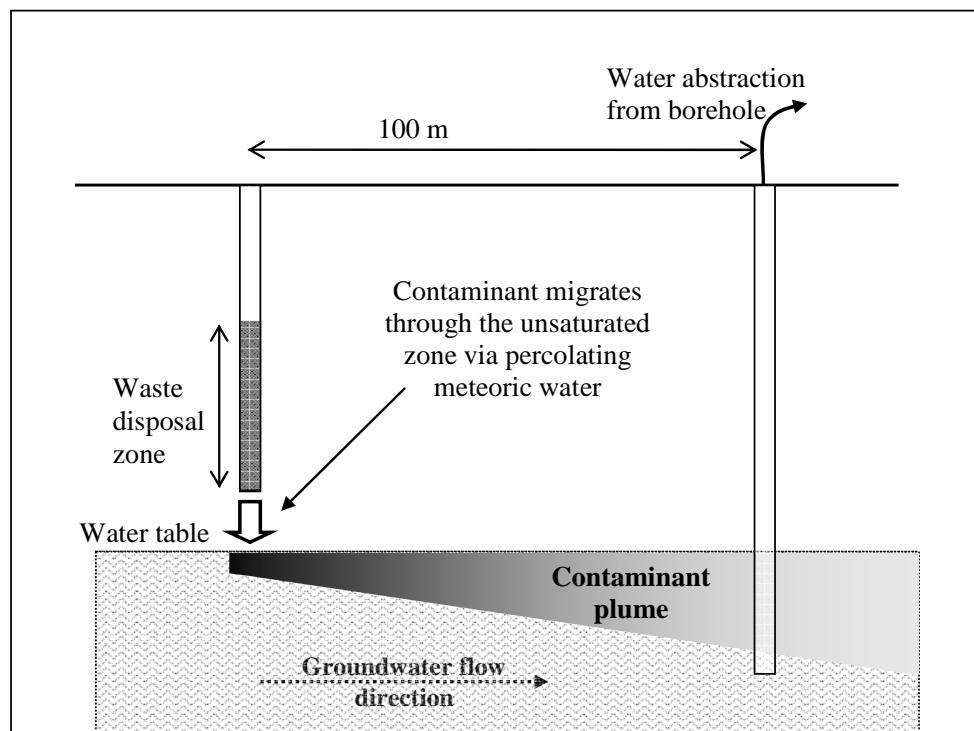 Water abstraction
from borehole
100 m
Contaminant migrates
through the unsaturated
zone via percolating
meteoric water
Waste
disposal
zone
Water table
Contaminant
plume
Groundwater flow
direction